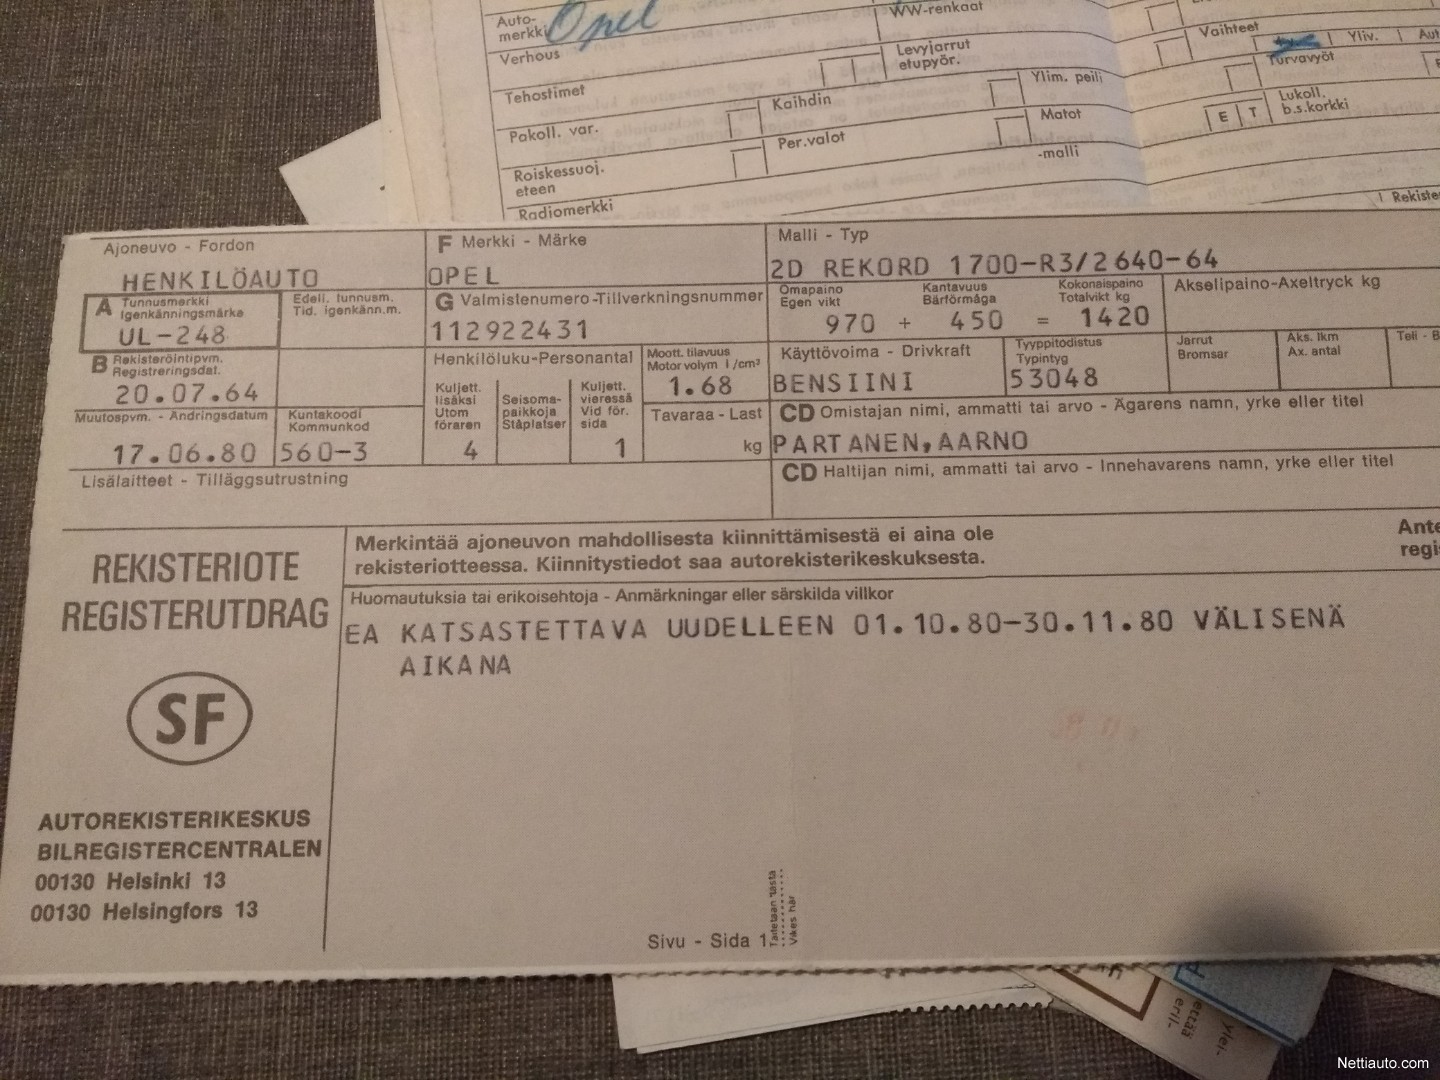 Auto-
merkki Opel
WW-renkaat
Verhous
Levyjarrut
etupyör.
Vaihteet
Yliv.
Turvavyöt
Tehostimet
Kaihdin
Ylim. peili
Lukoll.
b.s.korkki
E T
Pakoll. var.
Per.valot
Matot
-malli
Roiskessuoj.
eteen
Radiomerkki
Ajoneuvo - Fordon
HENKILÖAUTO
F Merkki - Märke
OPEL
Malli - Typ
2D REKORD 1700-R3/2640-64
A Tunnusmerkki
Igenkänningsmärke
UL-248
Edell. tunnusm.
Tid. igenkänn.m.
G Valmistenumero-Tillverkningsnummer
112922431
Omapaino
Egen vikt
970 +
Kantavuus
Bärförmåga
450 =
Kokonaispaino
Totalvikt kg
1420
Akselipaino-Axeltryck kg
B Rekisteröintipvm.
Registreringsdat.
20.07.64
Henkilöluku-Personantal
Kuljett.
lisäksi
Utom
föraren
4
Seisoma-
paikkoja
Ståplatser
Kuljett.
vieressä
Vid för.
sida
1
Moott. tilavuus
Motorvolym l/cm³
1.68
Käyttövoima - Drivkraft
BENSIINI
Tyyppitodistus
Typintyg
53048
Jarrut
Bromsar
Aks. lkm
Ax. antal
Muutospvm. - Ändringsdatum
17.06.80
Kuntakoodi
Kommunkod
560-3
Tavaraa - Last
kg
CD Omistajan nimi, ammatti tai arvo - Ägarens namn, yrke eller titel
PARTANEN,AARNO
CD Haltijan nimi, ammatti tai arvo - Innehavarens namn, yrke eller titel
Lisälaitteet - Tilläggsutrustning
REKISTERIOTE
REGISTERUTDRAG
Merkintää ajoneuvon mahdollisesta kiinnittämisestä ei aina ole
rekisteriotteessa. Kiinnitystiedot saa autorekisterikeskuksesta.
Huomautuksia tai erikoisehtoja - Anmärkningar eller särskilda villkor
EA KATSASTETTAVA UUDELLEEN 01.10.80-30.11.80 VÄLISENÄ
AIKANA
SF
AUTOREKISTERIKESKUS
BILREGISTERCENTRALEN
00130 Helsinki 13
00130 Helsingfors 13
Sivu - Sida 1
Taitetaan tästä
Vikes här
Nettiauto.com